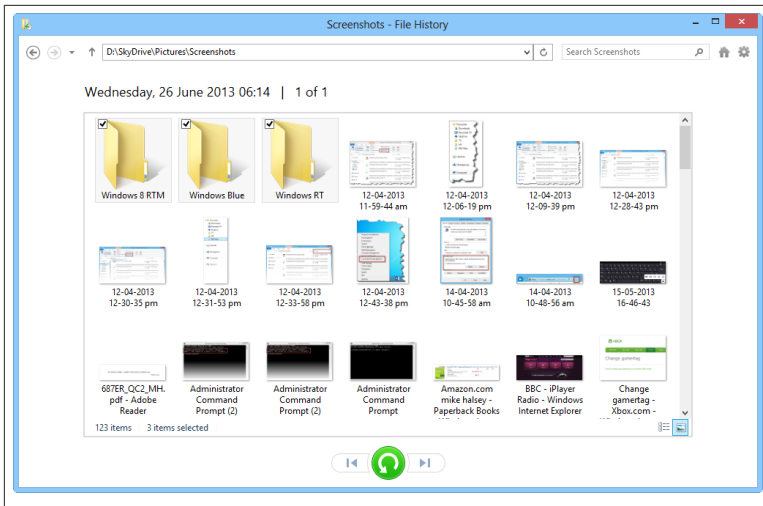 Screenshots - File History
D:\SkyDrive\Pictures\Screenshots
Search Screenshots
Wednesday, 26 June 2013 06:14 | 1 of 1
Windows 8 RTM
Windows Blue
Windows RT
12-04-2013
11-59-44 am
12-04-2013
12-06-19 pm
12-04-2013
12-09-39 pm
12-04-2013
12-28-43 pm
12-04-2013
12-30-35 pm
12-04-2013
12-31-53 pm
12-04-2013
12-33-58 pm
12-04-2013
12-43-38 pm
14-04-2013
10-45-58 am
14-04-2013
10-48-56 am
15-05-2013
16-46-43
687ER_QC2_MH.
pdf - Adobe
Reader
Administrator
Command
Prompt (2)
Administrator
Command
Prompt (2)
Administrator
Command
Prompt
Amazon.com
mike halsey -
Paperback Books
BBC - iPlayer
Radio - Windows
Internet Explorer
XBOX
Change gamertag
Change
gamertag -
Xbox.com -
123 items 3 items selected